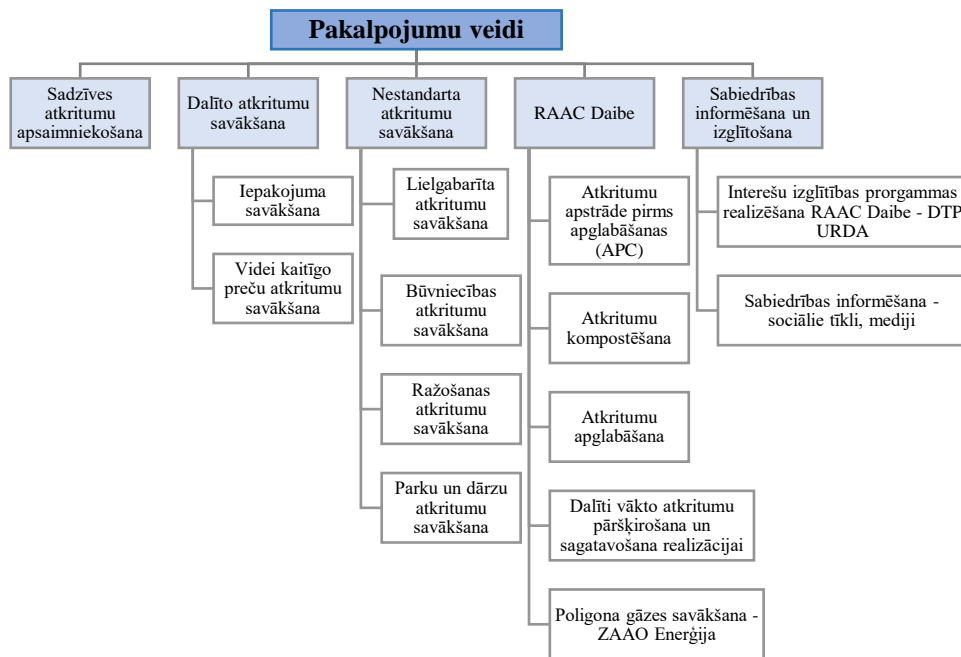 Pakalpojumu veidi
Sadzīves
atkritumu
apsaimniekošana
Dalīto atkritumu
savākšana
Iepakojuma
savākšana
Videi kaitīgo
preču atkritumu
savākšana
Nestandarta
atkritumu
savākšana
Lielgabarīta
atkritumu
savākšana
Būvniecības
atkritumu
savākšana
Ražošanas
atkritumu
savākšana
Parku un dārzu
atkritumu
savākšana
RAAC Daibe
Atkritumu
apstrāde pirms
apglabāšanas
(APC)
Atkritumu
kompostēšana
Atkritumu
apglabāšana
Dalīti vākto atkritumu
pāršķirošana un
sagatavošana realizācijai
Poligona gāzes savākšana -
ZAAO Enerģija
Sabiedrības
informēšana un
izglītošana
Interešu izglītības prorgammas
realizēšana RAAC Daibe - DTP
URDA
Sabiedrības informēšana -
sociālie tīkli, mediji